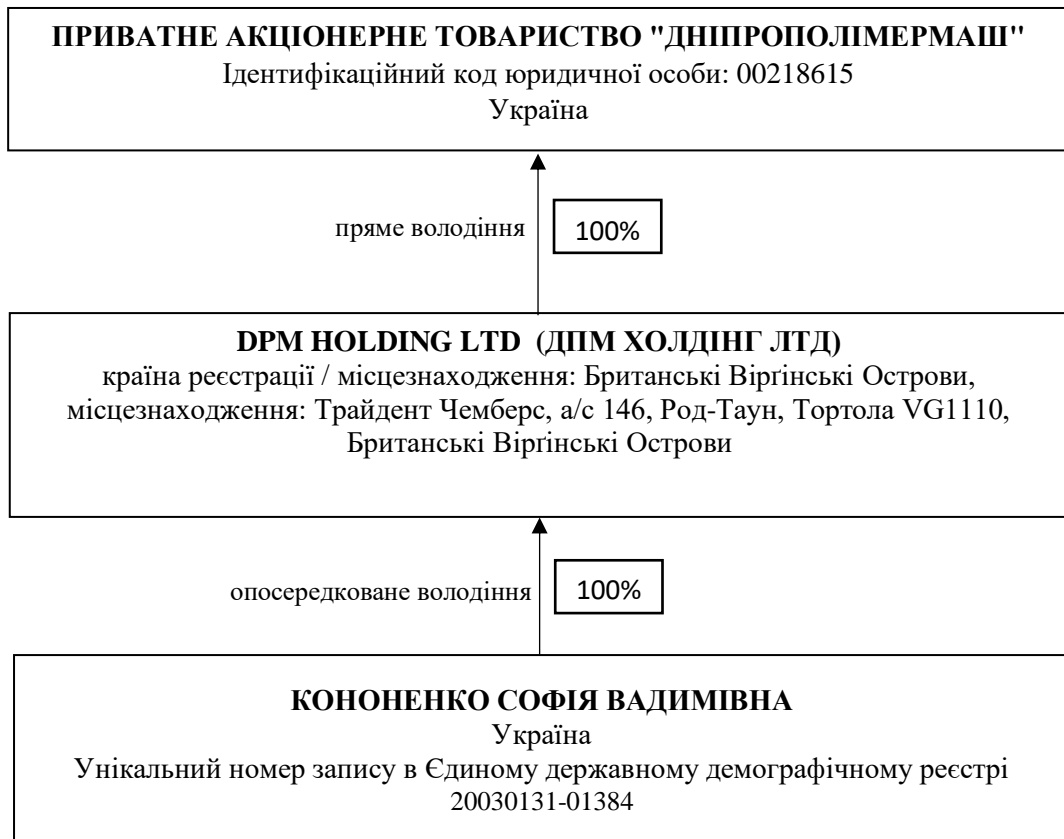 ПРИВАТНЕ АКЦІОНЕРНЕ ТОВАРИСТВО "ДНІПРОПОЛІМЕРМАШ"
Ідентифікаційний код юридичної особи: 00218615
Україна
пряме володіння
100%
DPM HOLDING LTD (ДПМ ХОЛДІНГ ЛТД)
країна реєстрації / місцезнаходження: Британські Віргінські Острови,
місцезнаходження: Трайдент Чемберс, а/с 146, Род-Таун, Тортола VG1110,
Британські Віргінські Острови
опосередковане володіння
100%
КОНОНЕНКО СОФІЯ ВАДИМІВНА
Україна
Унікальний номер запису в Єдиному державному демографічному реєстрі
20030131-01384